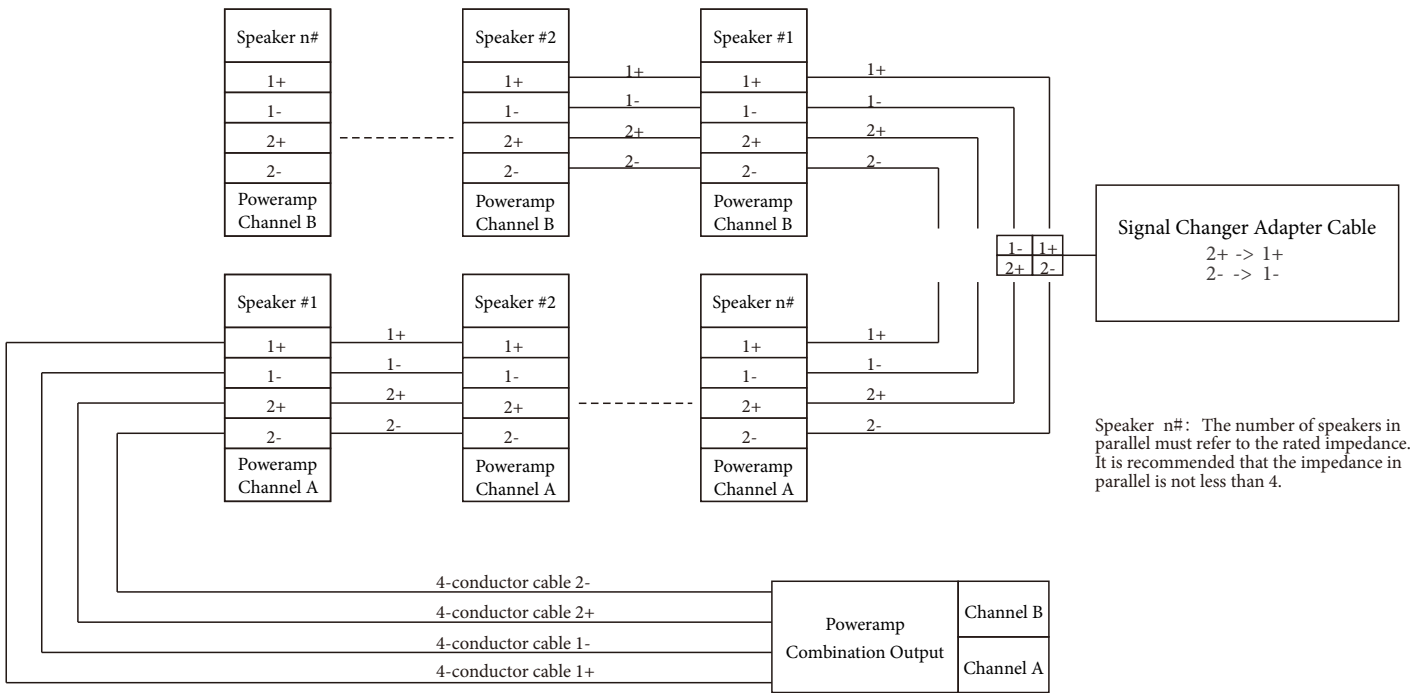 Speaker n#
1+
1-
2+
2-
Poweramp
Channel B
Speaker #2
1+
1-
2+
2-
Poweramp
Channel B
1+
1-
2+
2-
Speaker #1
1+
1-
2+
2-
Poweramp
Channel B
1+
1-
2+
2-
1- 1+
2+ 2-
Signal Changer Adapter Cable
2+ -> 1+
2- -> 1-
Speaker #1
1+
1-
2+
2-
Poweramp
Channel A
1+
1-
2+
2-
Speaker #2
1+
1-
2+
2-
Poweramp
Channel A
Speaker n#
1+
1-
2+
2-
Poweramp
Channel A
1+
1-
2+
2-
Speaker n#: The number of speakers in
parallel must refer to the rated impedance.
It is recommended that the impedance in
parallel is not less than 4.
4-conductor cable 2-
4-conductor cable 2+
4-conductor cable 1-
4-conductor cable 1+
Poweramp
Combination Output
Channel B
Channel A